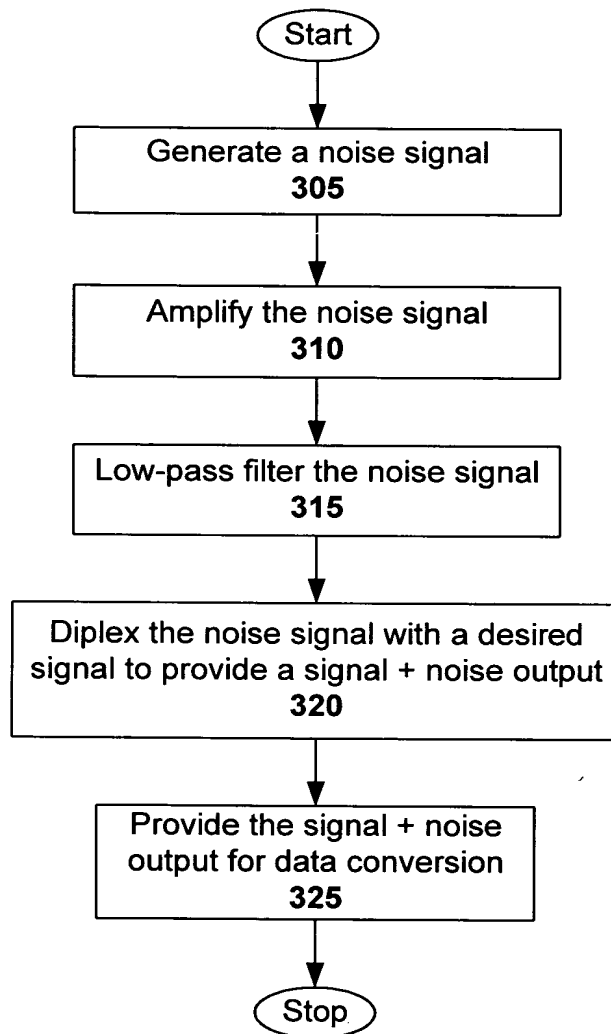 Start
Generate a noise signal
305
Amplify the noise signal
310
Low-pass filter the noise signal
315
Diplex the noise signal with a desired
signal to provide a signal + noise output
320
Provide the signal + noise
output for data conversion
325
Stop